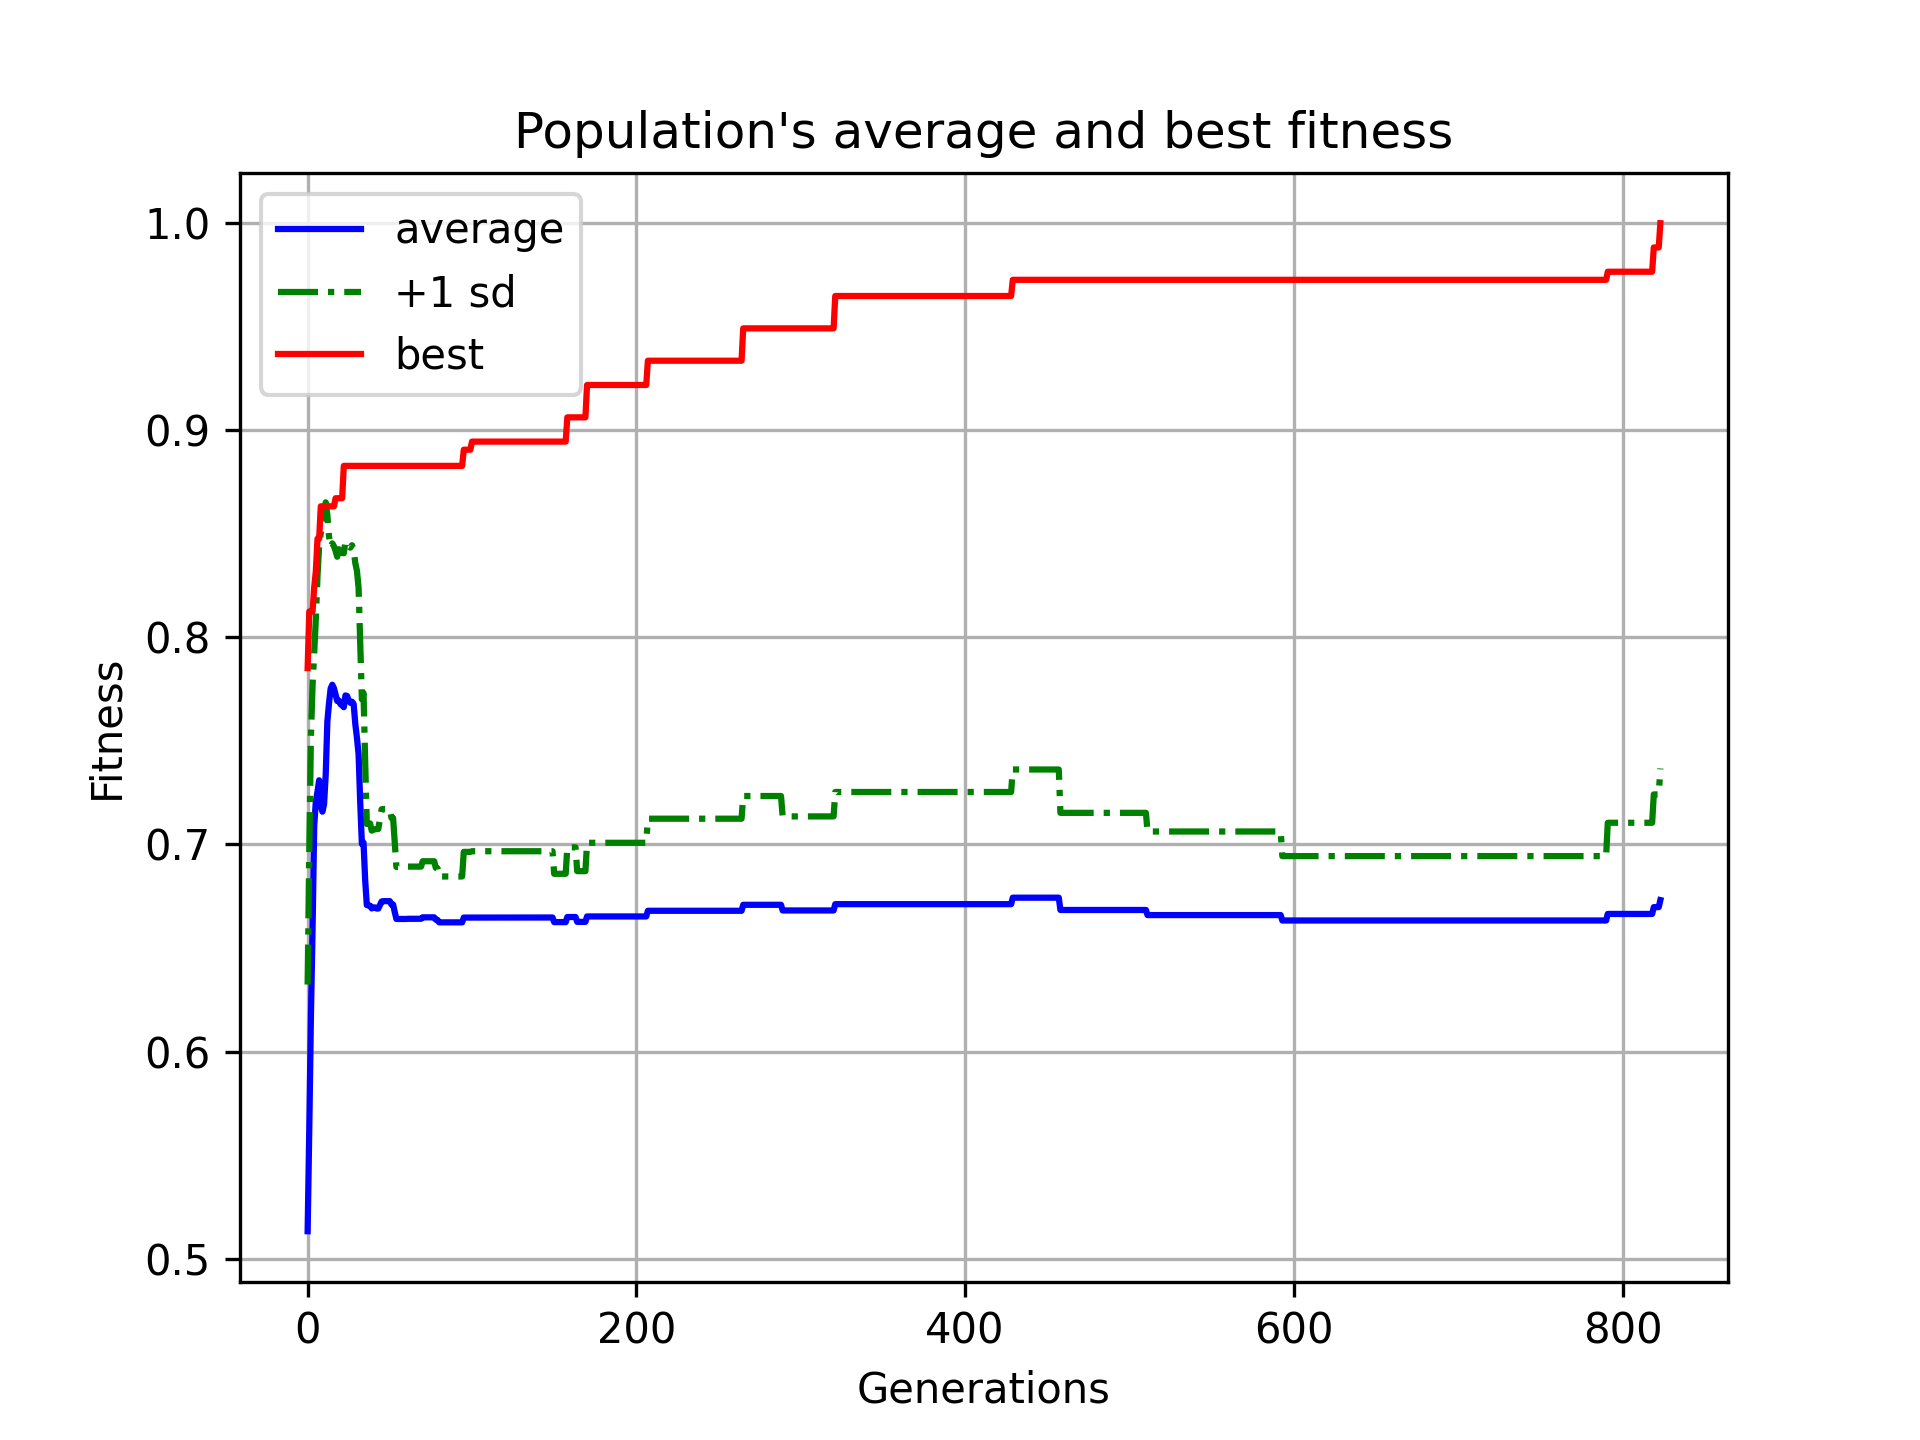 Population's average and best fitness
average
+1 sd
best
1.0
0.9
0.8
0.7
0.6
0.5
Fitness
0 200 400 600 800
Generations